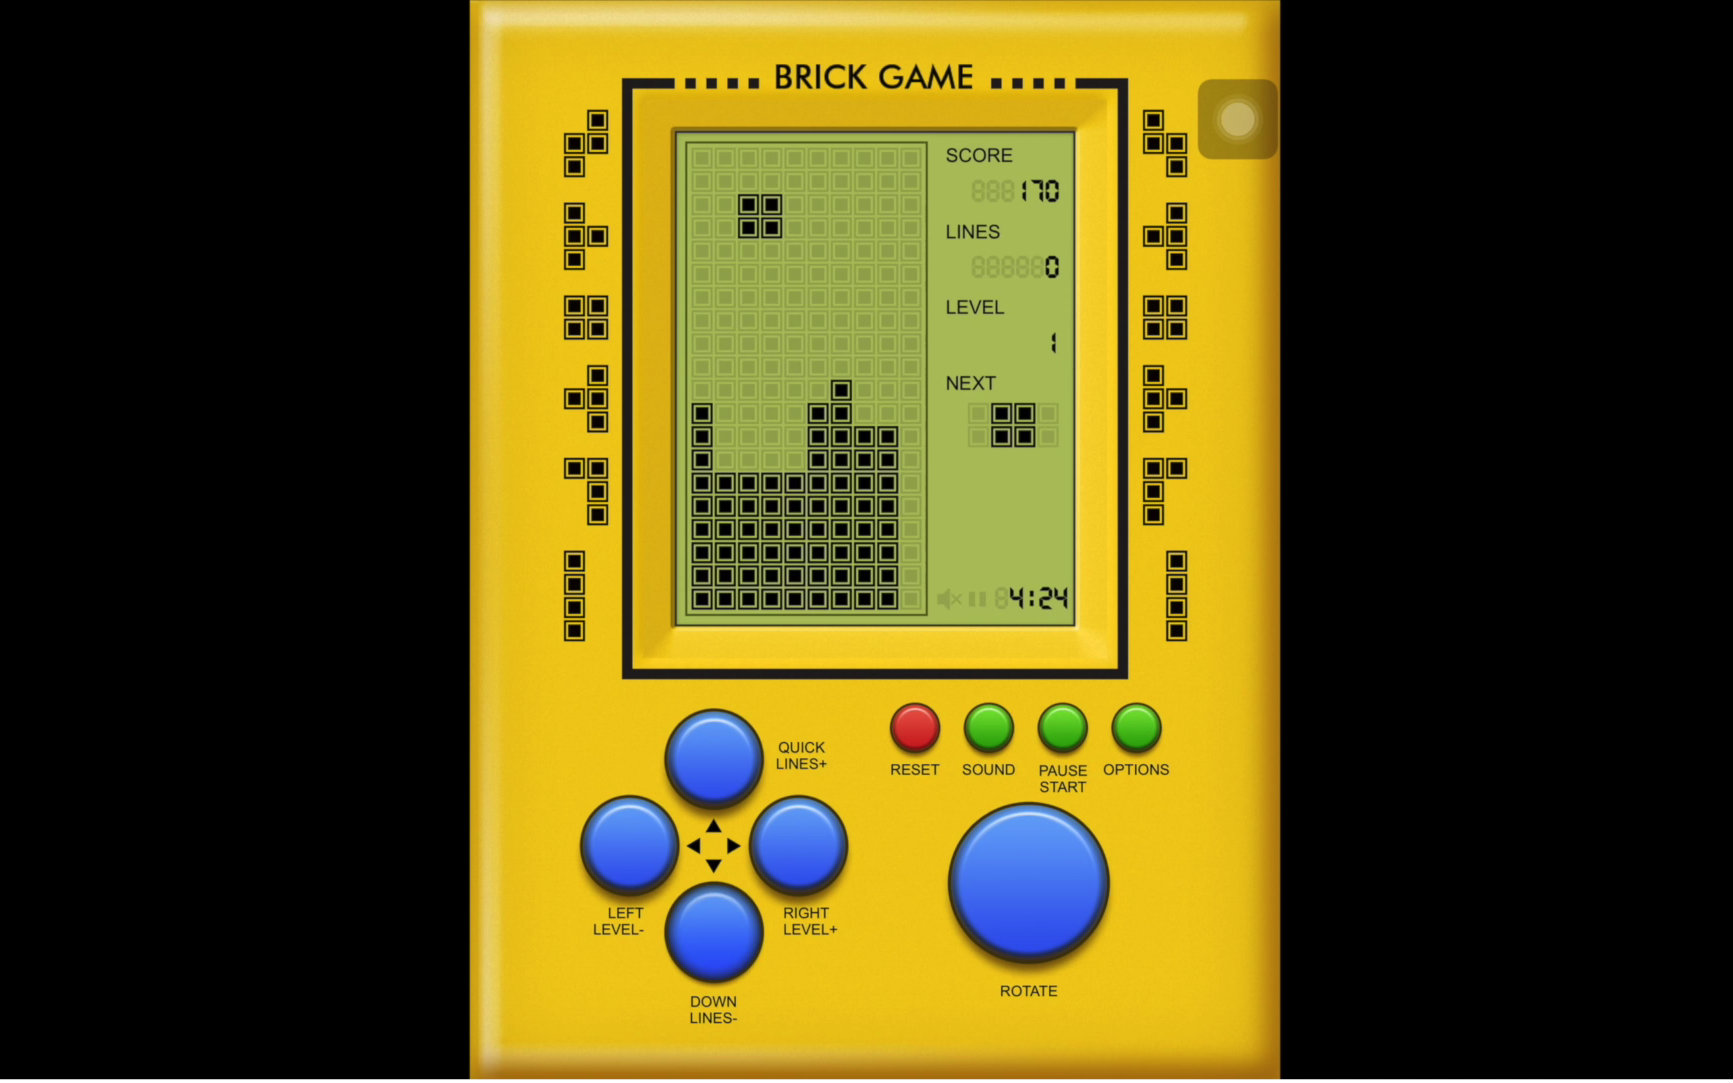 BRICK GAME
SCORE
170
LINES
0
LEVEL
1
NEXT
4:24
QUICK
LINES+
LEFT
LEVEL-
RIGHT
LEVEL+
DOWN
LINES-
RESET
SOUND
PAUSE
START
OPTIONS
ROTATE